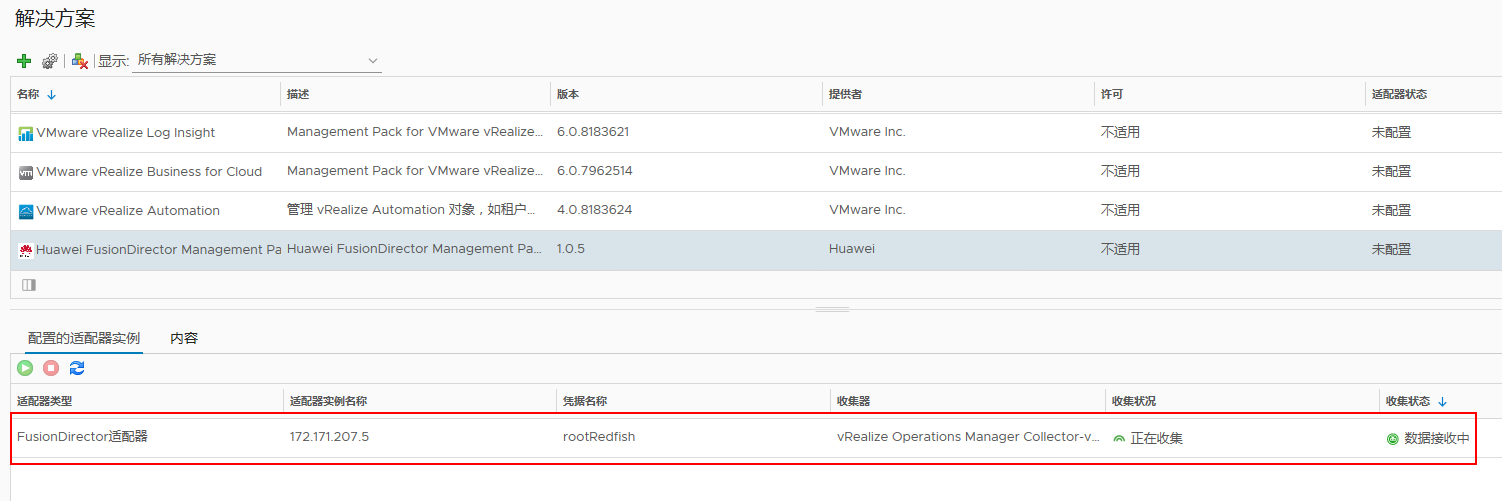 解决方案
显示: 所有解决方案
名称 描述 版本 提供者 许可 适配器状态
VMware vRealize Log Insight Management Pack for VMware vRealize... 6.0.8183621 VMware Inc. 不适用 未配置
VMware vRealize Business for Cloud Management Pack for VMware vRealize... 6.0.7962514 VMware Inc. 不适用 未配置
VMware vRealize Automation 管理 vRealize Automation 对象，如租户... 4.0.8183624 VMware Inc. 不适用 未配置
Huawei FusionDirector Management Pa Huawei FusionDirector Management Pa... 1.0.5 Huawei 不适用 未配置
配置的适配器实例 内容
适配器类型 适配器实例名称 凭据名称 收集器 收集状况 收集状态
FusionDirector适配器 172.171.207.5 rootRedfish vRealize Operations Manager Collector-v... 正在收集 数据接收中